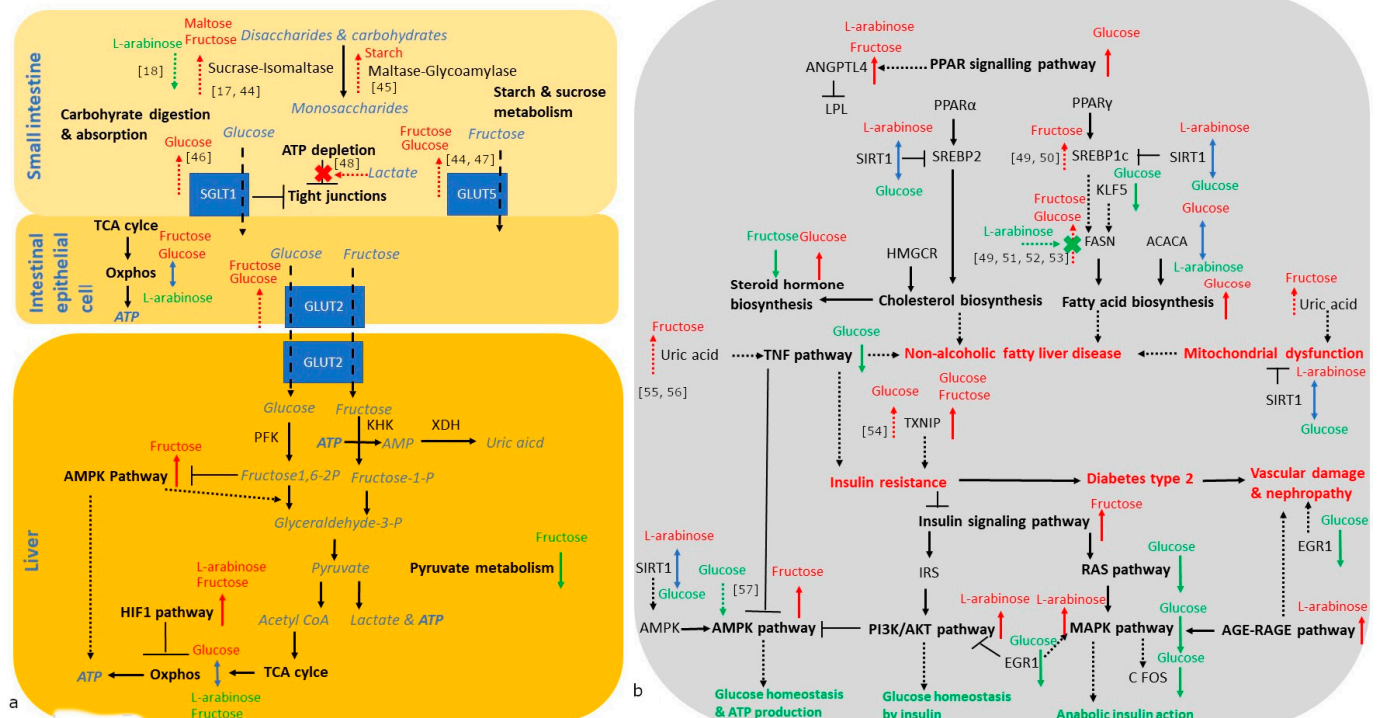 Small intestine
L-arabinose
Maltose
Fructose
[18]
Disaccharides & carbohydrates
Sucrase-Isomaltase
[17, 44]
Starch
Maltase-Glycoamylase
[45]
Monosaccharides
Starch & sucrose
metabolism
Carbohyrate digestion
& absorption
Glucose
[46]
Glucose
ATP depletion
[48]
Lactate
Tight junctions
Fructose
Glucose
[44, 47]
Fructose
SGLT1
GLUT5
Intestinal
epithelial
cell
TCA cylce
Oxphos
ATP
Fructose
Glucose
L-arabinose
Fructose
Glucose
Glucose
Fructose
GLUT2
Liver
GLUT2
Glucose
Fructose
PFK
KHK
XDH
ATP
AMP
Uric aicd
Fructose
AMPK Pathway
Fructose1,6-2P
Fructose-1-P
Glyceraldehyde-3-P
Pyruvate
Pyruvate metabolism
Fructose
L-arabinose
Fructose
HIF1 pathway
Acetyl CoA
Lactate & ATP
Glucose
ATP
Oxphos
TCA cylce
L-arabinose
Fructose
a
L-arabinose
Fructose
ANGPTL4
LPL
PPAR signalling pathway
Glucose
PPARα
PPARγ
L-arabinose
SIRT1
SREBP2
Glucose
Fructose
[49, 50]
SREBP1c
L-arabinose
SIRT1
Glucose
Glucose
KLF5
Fructose
Glucose
L-arabinose
[49, 51, 52, 53]
FASN
ACACA
Glucose
L-arabinose
Fructose
Glucose
HMGCR
Steroid hormone
biosynthesis
Cholesterol biosynthesis
Fatty acid biosynthesis
Glucose
Fructose
Uric acid
Fructose
Uric acid
[55, 56]
TNF pathway
Glucose
Non-alcoholic fatty liver disease
Mitochondrial dysfunction
L-arabinose
SIRT1
Glucose
Glucose
[54]
TXNIP
Glucose
Fructose
Insulin resistance
Diabetes type 2
Vascular damage
& nephropathy
Insulin signaling pathway
Fructose
Glucose
EGR1
L-arabinose
SIRT1
Glucose
Glucose
[57]
Fructose
IRS
RAS pathway
Glucose
AMPK
AMPK pathway
PI3K/AKT pathway
L-arabinose
L-arabinose
MAPK pathway
Glucose
AGE-RAGE pathway
L-arabinose
EGR1
Glucose
C FOS
Glucose
Glucose homeostasis
& ATP production
Glucose homeostasis
by insulin
Anabolic insulin action
b